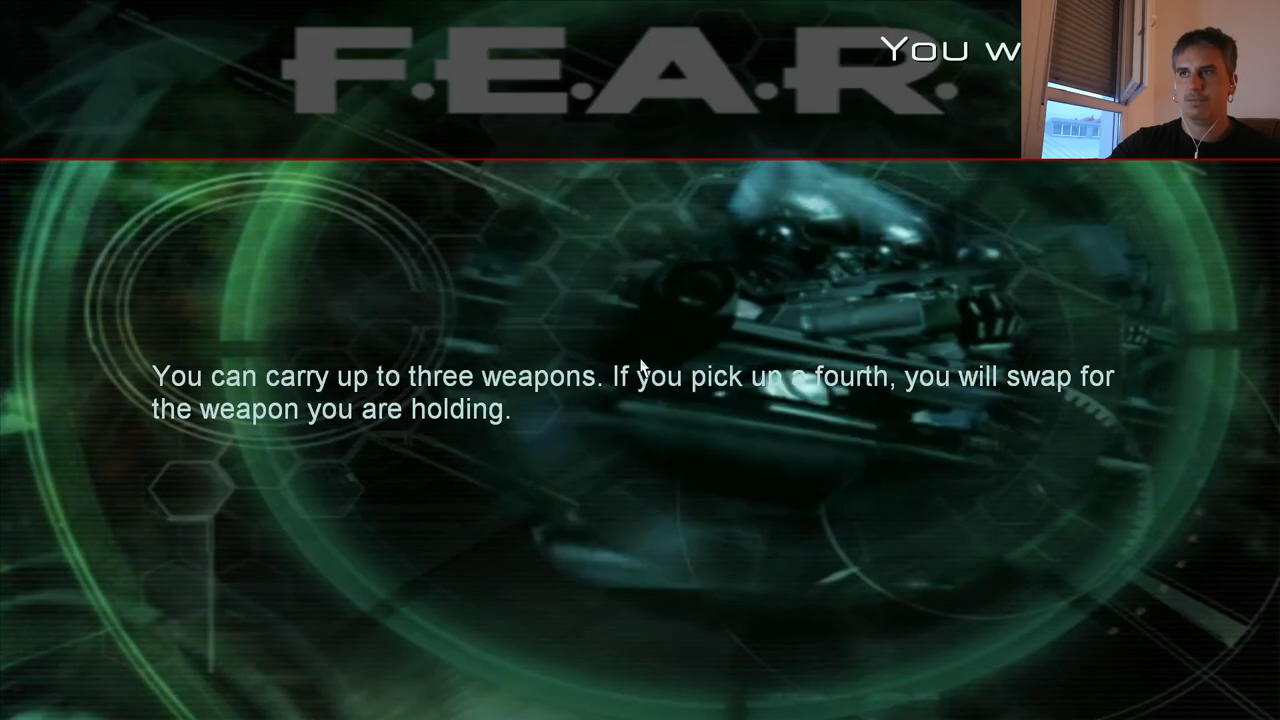 F.E.A.R.
You w
You can carry up to three weapons. If you pick up a fourth, you will swap for
the weapon you are holding.